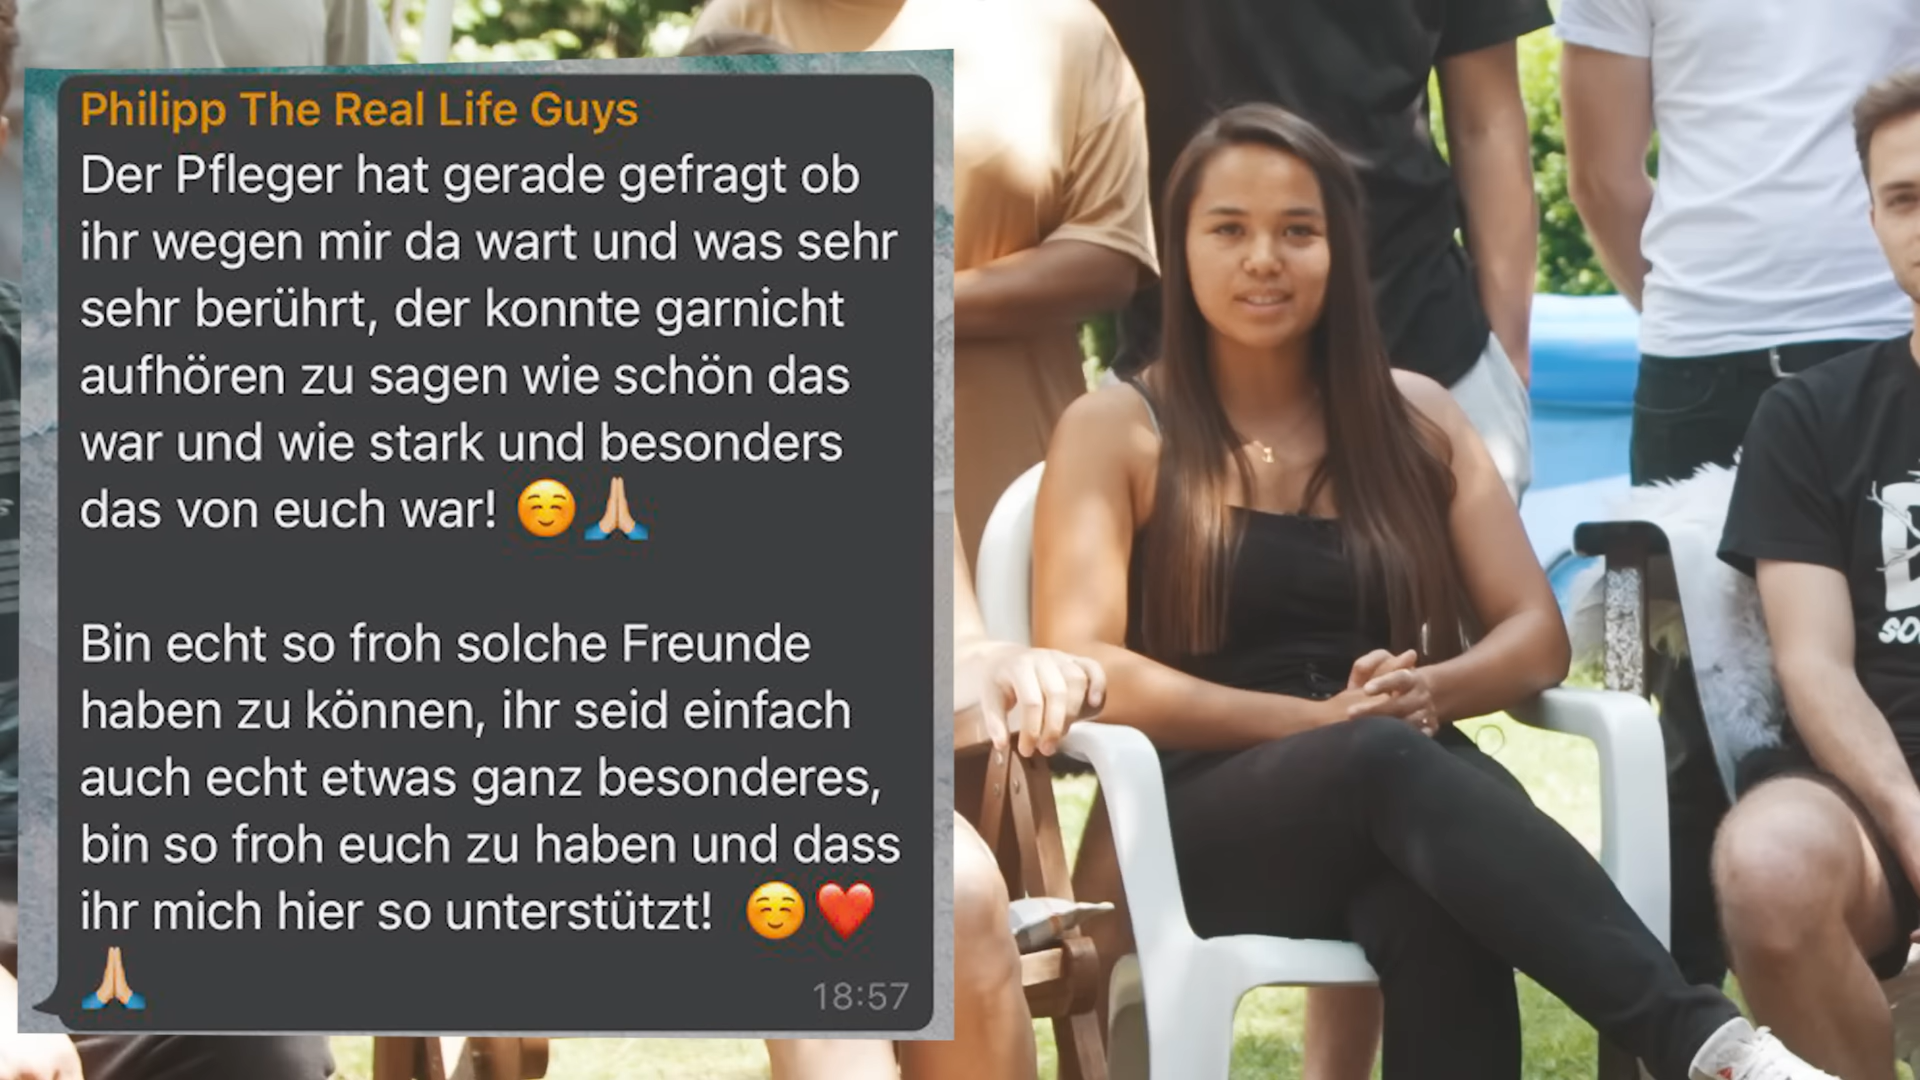 Philipp The Real Life Guys
Der Pfleger hat gerade gefragt ob
ihr wegen mir da wart und was sehr
sehr berührt, der konnte garnicht
aufhören zu sagen wie schön das
war und wie stark und besonders
das von euch war! ☺️🙏🏼
Bin echt so froh solche Freunde
haben zu können, ihr seid einfach
auch echt etwas ganz besonderes,
bin so froh euch zu haben und dass
ihr mich hier so unterstützt! ☺️❤️
🙏🏼
18:57